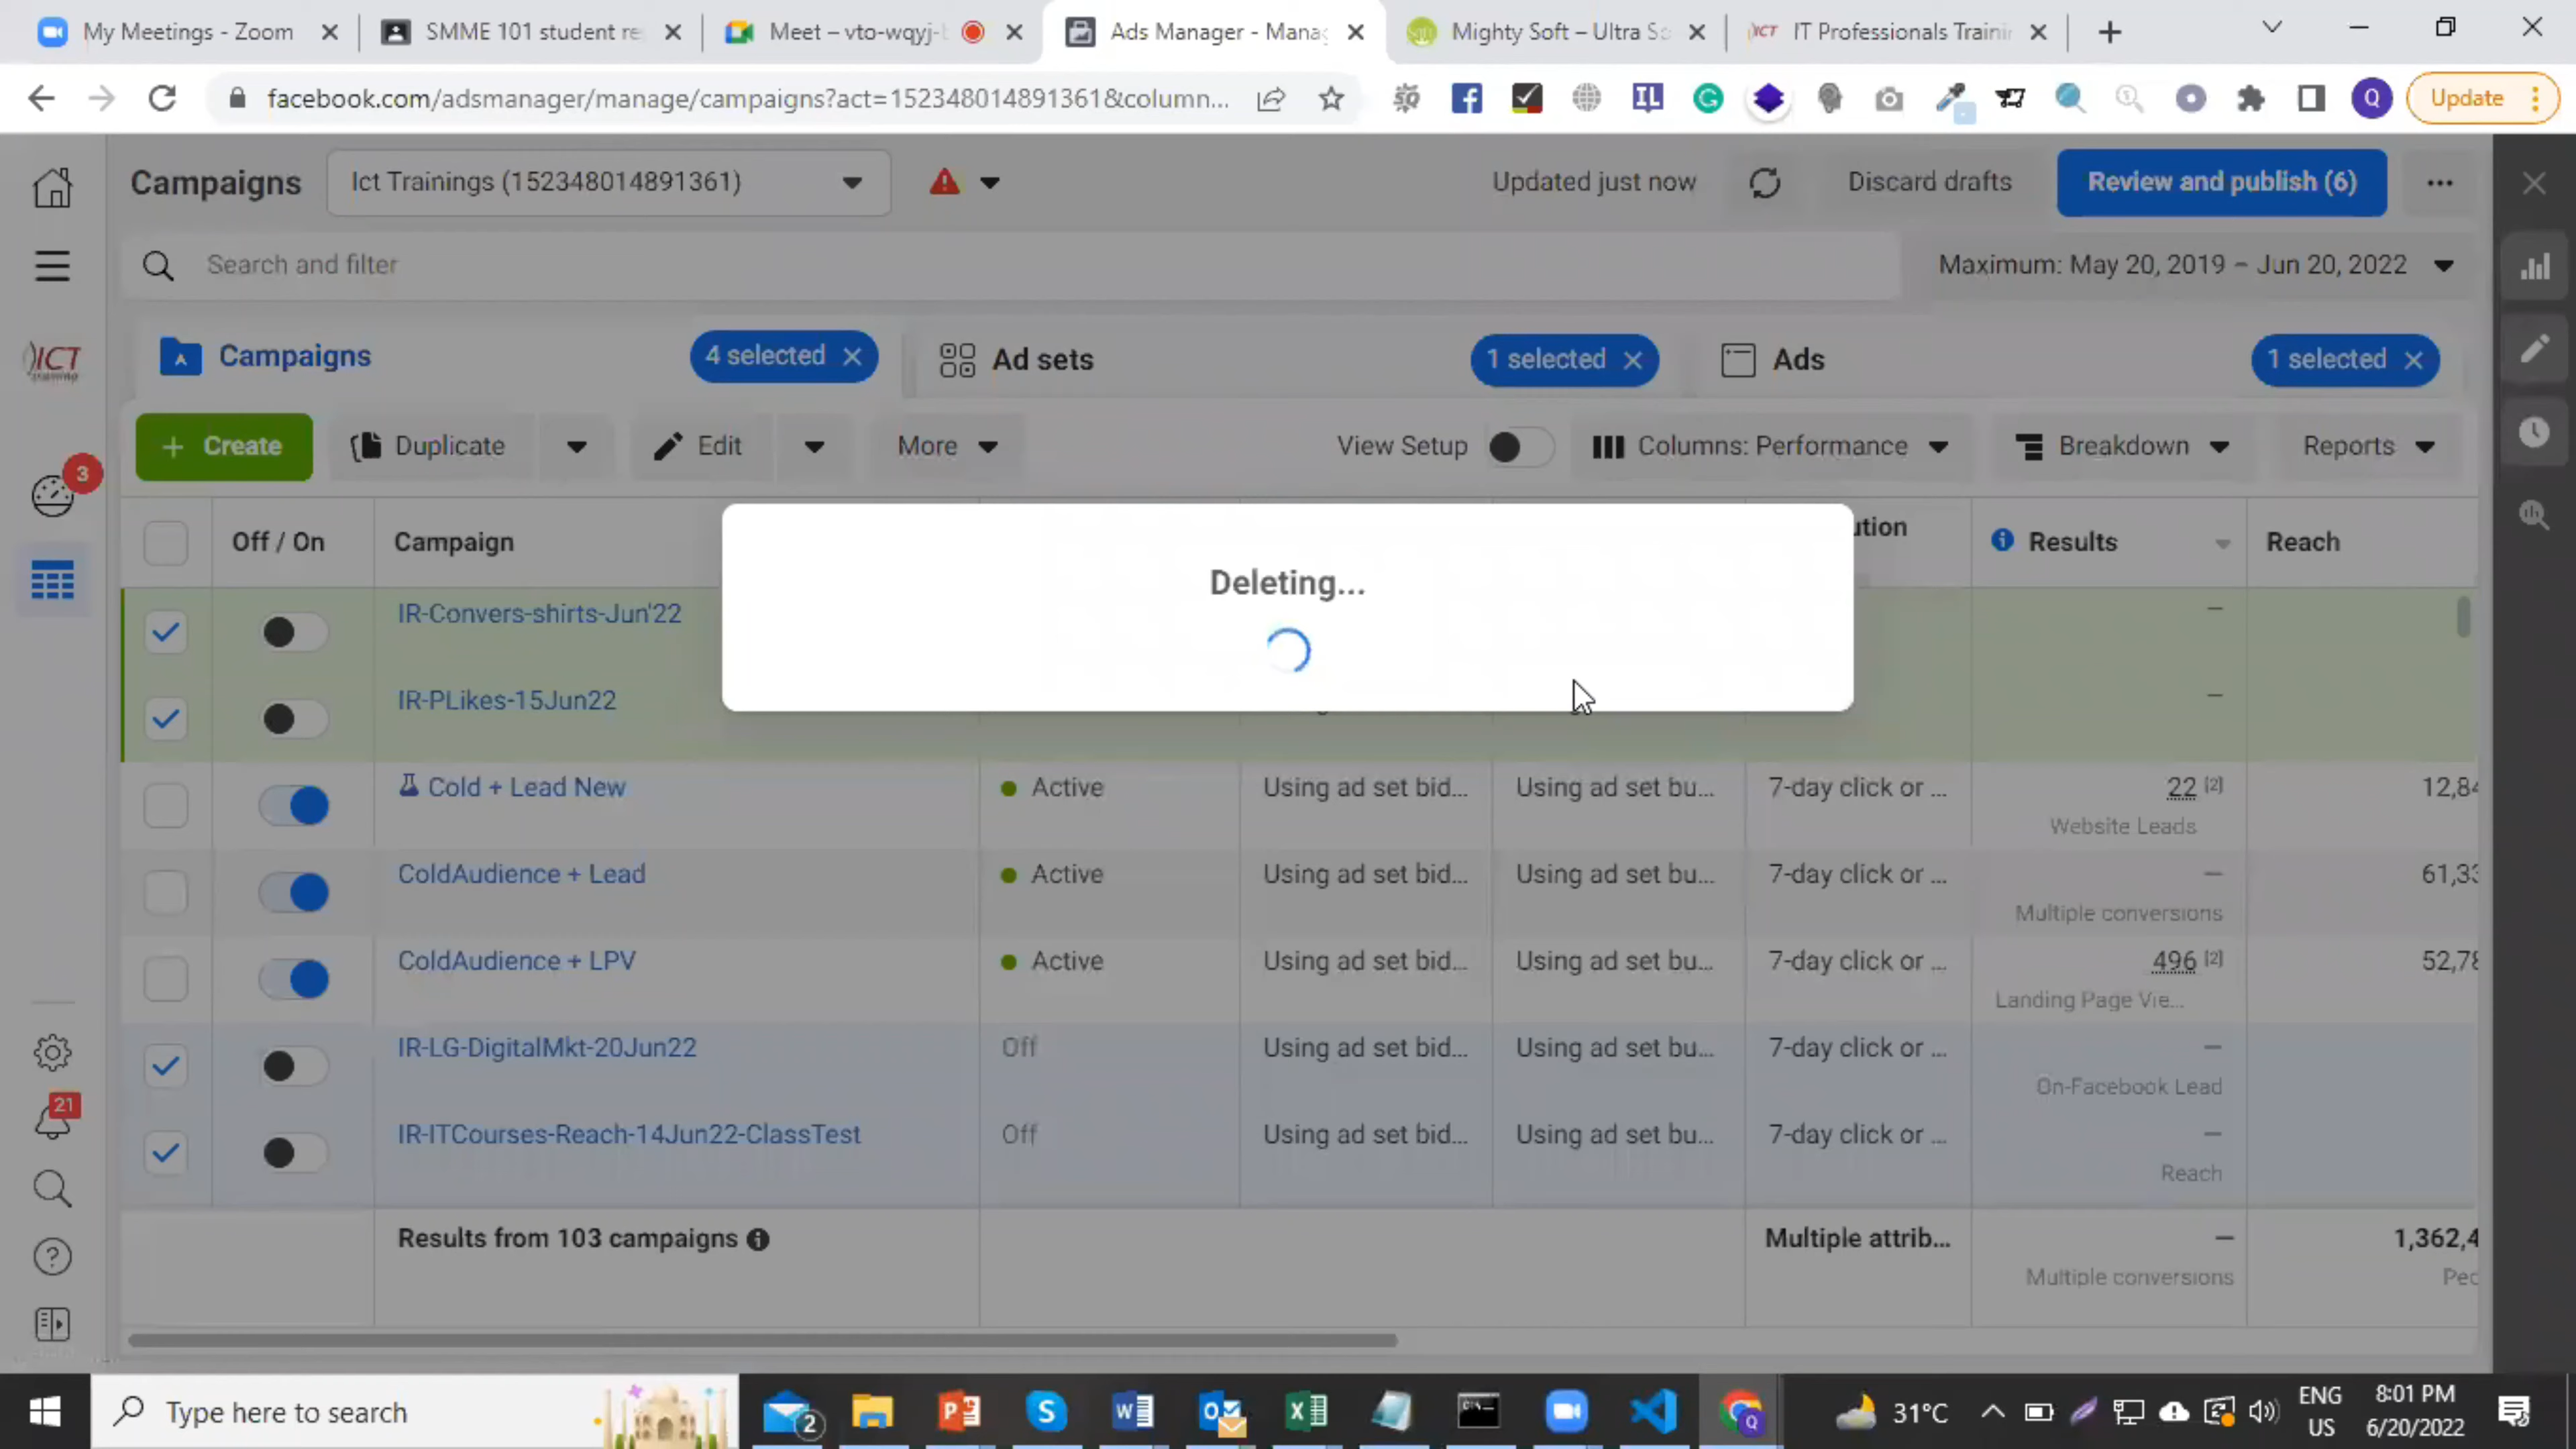 My Meetings - Zoom
SMME 101 student re
Meet – vto-wqyj-
Ads Manager - Mana
Mighty Soft – Ultra So
ICT IT Professionals Traini
facebook.com/adsmanager/manage/campaigns?act=152348014891361&column...
Q
Update
Campaigns
Ict Trainings (152348014891361)
Updated just now
Discard drafts
Review and publish (6)
Search and filter
Maximum: May 20, 2019 – Jun 20, 2022
ICT
Campaigns
4 selected
Ad sets
1 selected
Ads
1 selected
+ Create
Duplicate
Edit
More
View Setup
Columns: Performance
Breakdown
Reports
3
Off / On
Campaign
ution
Results
Reach
Deleting...
IR-Convers-shirts-Jun'22
–
IR-PLikes-15Jun22
–
Cold + Lead New
Active
Using ad set bid...
Using ad set bu...
7-day click or ...
22 [2]
12,84
Website Leads
ColdAudience + Lead
Active
Using ad set bid...
Using ad set bu...
7-day click or ...
–
61,33
Multiple conversions
ColdAudience + LPV
Active
Using ad set bid...
Using ad set bu...
7-day click or ...
496 [2]
52,78
Landing Page Vie...
IR-LG-DigitalMkt-20Jun22
Off
Using ad set bid...
Using ad set bu...
7-day click or ...
–
On-Facebook Lead
21
IR-ITCourses-Reach-14Jun22-ClassTest
Off
Using ad set bid...
Using ad set bu...
7-day click or ...
–
Reach
Results from 103 campaigns
Multiple attrib...
–
1,362,4
Multiple conversions
Peo
Type here to search
2
31°C
ENG
US
8:01 PM
6/20/2022